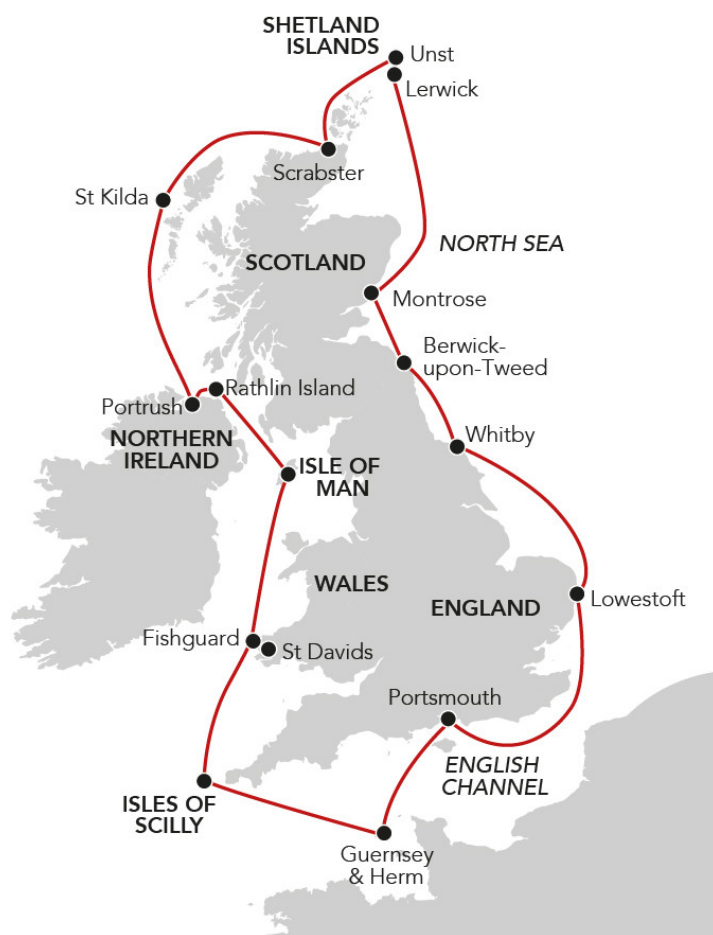 SHETLAND
ISLANDS
Unst
Lerwick
Scrabster
St Kilda
NORTH SEA
SCOTLAND
Montrose
Berwick-
upon-Tweed
Rathlin Island
Portrush
NORTHERN
IRELAND
Whitby
ISLE OF
MAN
WALES
ENGLAND
Lowestoft
Fishguard
St Davids
Portsmouth
ENGLISH
CHANNEL
ISLES OF
SCILLY
Guernsey
& Herm